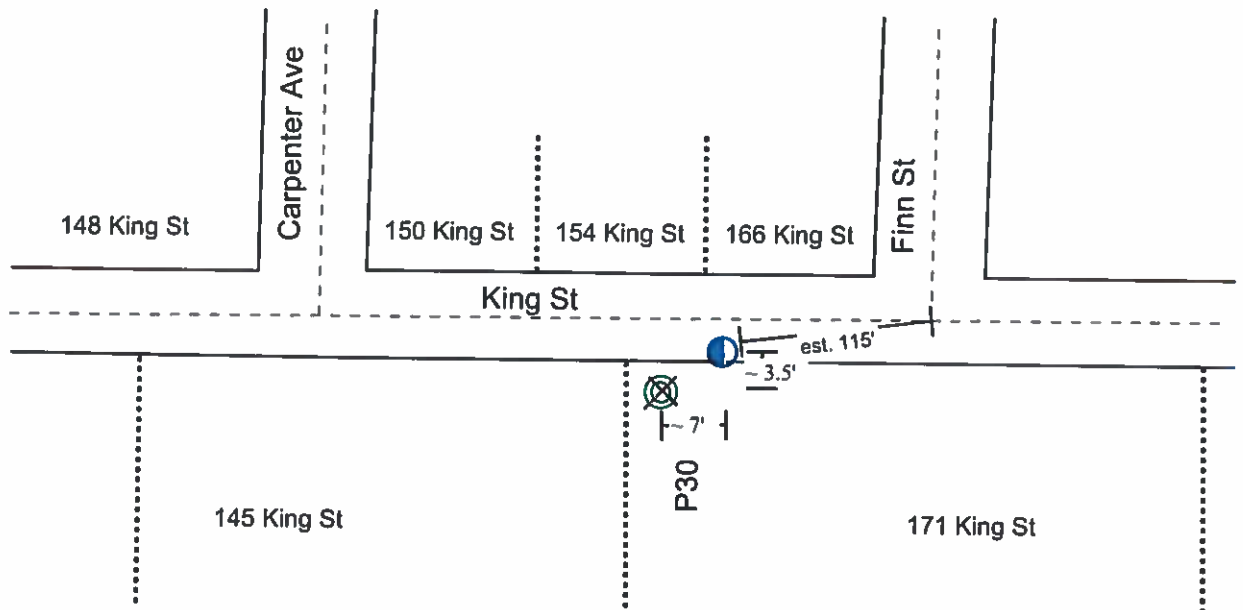 Carpenter Ave
Finn St
148 King St
150 King St
154 King St
166 King St
King St
est. 115'
~ 3.5'
~ 7'
P30
145 King St
171 King St